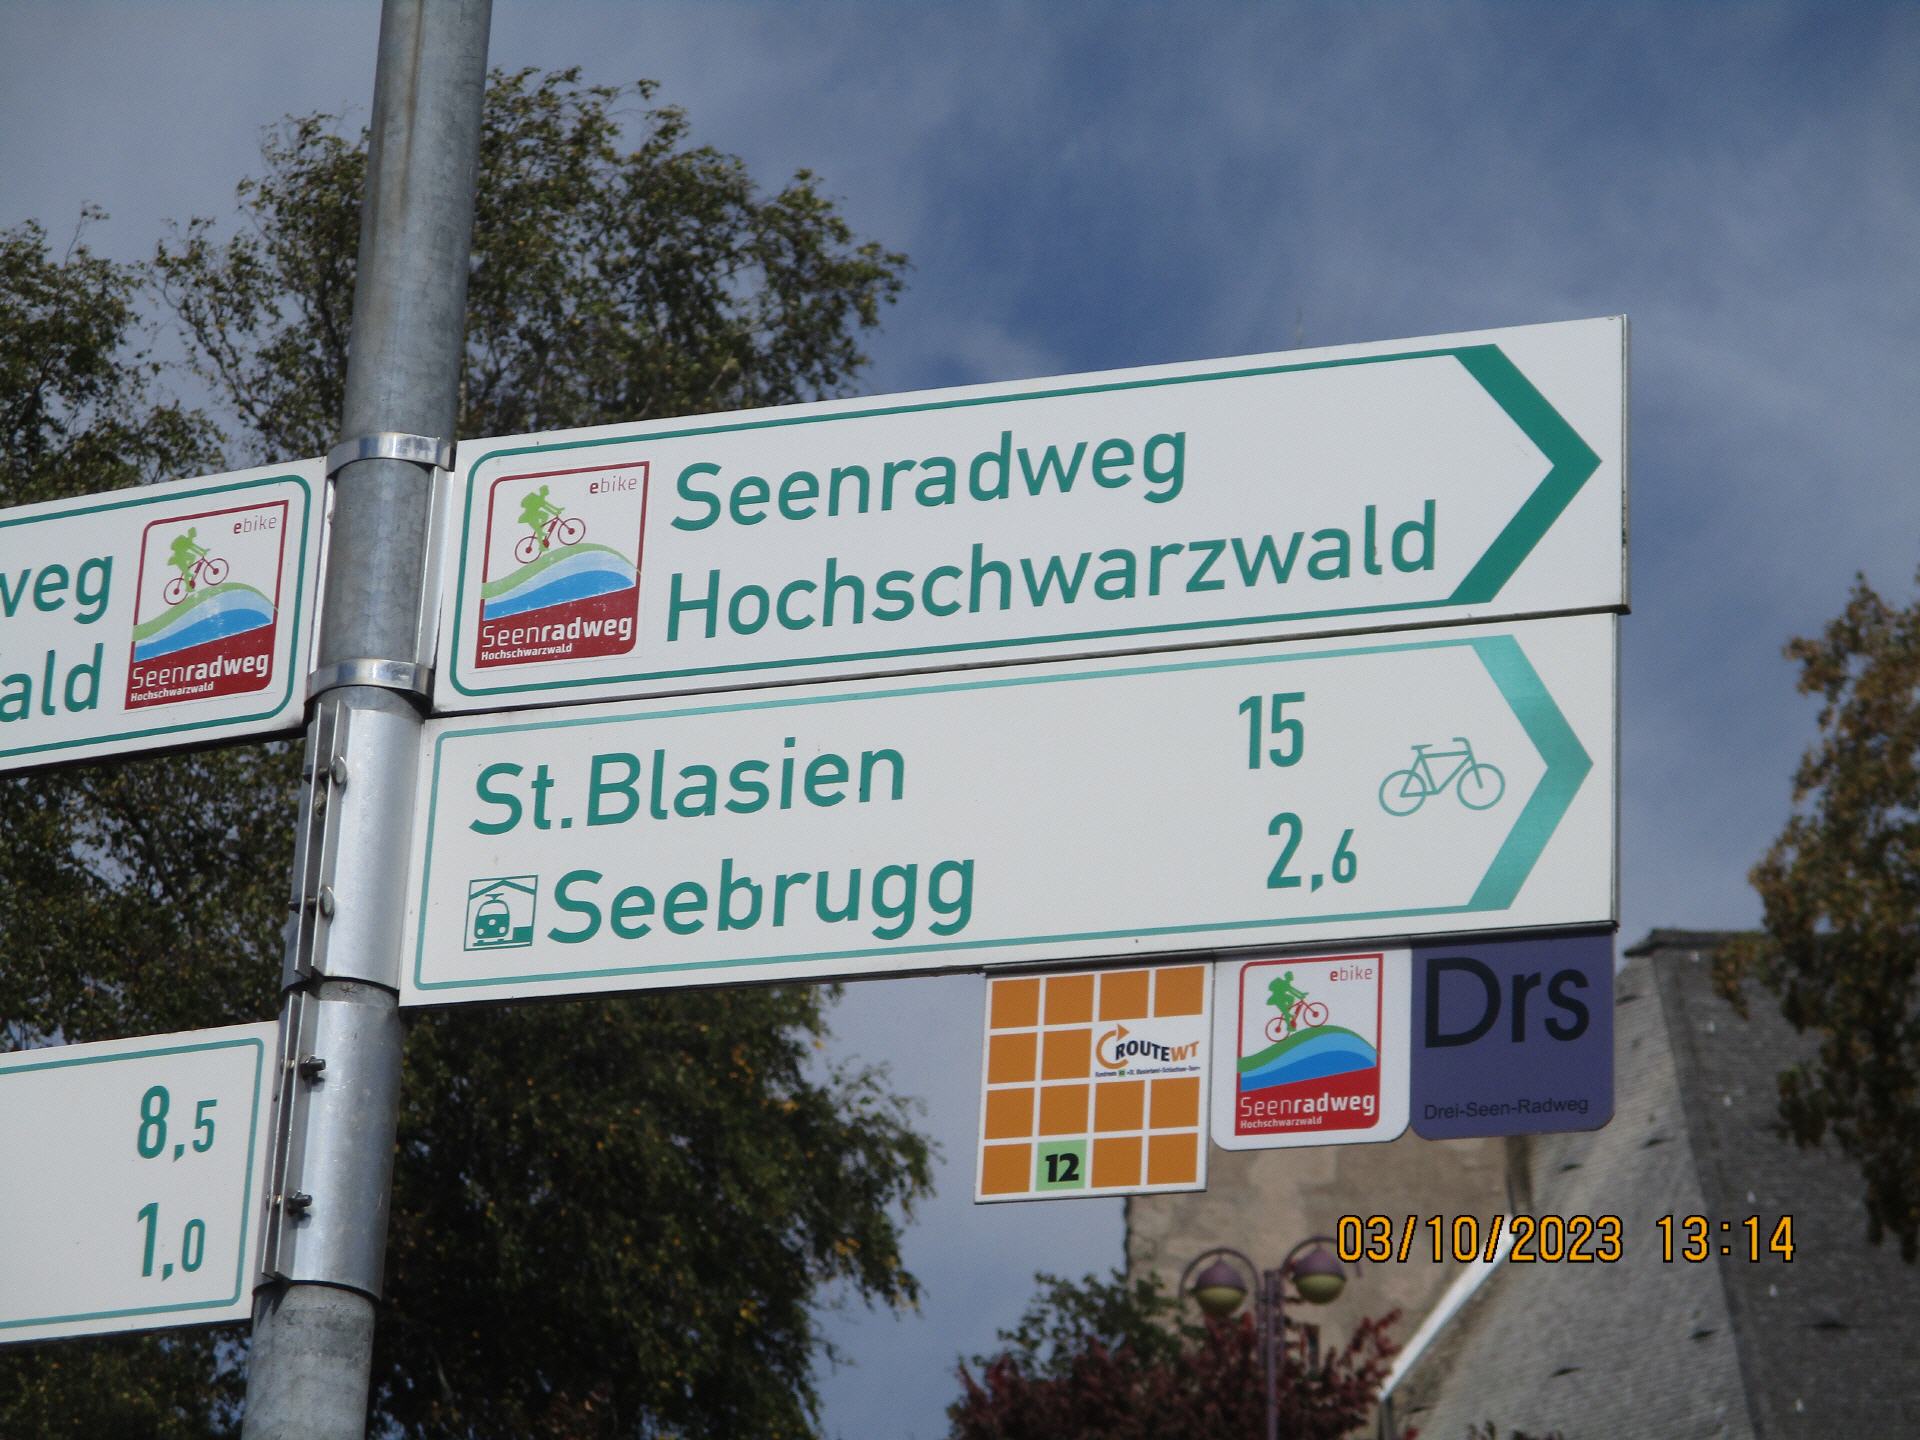 ebike
Seenradweg
Hochschwarzwald
Seenradweg
Hochschwarzwald
weg
ald
ebike
Seenradweg
Hochschwarzwald
St.Blasien 15
Seebrugg 2,6
8,5
1,0
ROUTEWT
12
ebike
Seenradweg
Hochschwarzwald
Drs
Drei-Seen-Radweg
03/10/2023 13:14